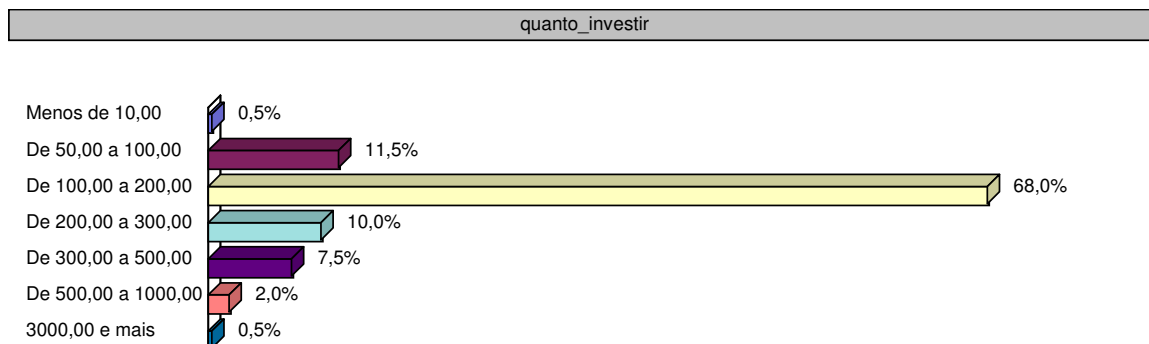 quanto_investir
Menos de 10,00 0,5%
De 50,00 a 100,00 11,5%
De 100,00 a 200,00 68,0%
De 200,00 a 300,00 10,0%
De 300,00 a 500,00 7,5%
De 500,00 a 1000,00 2,0%
3000,00 e mais 0,5%